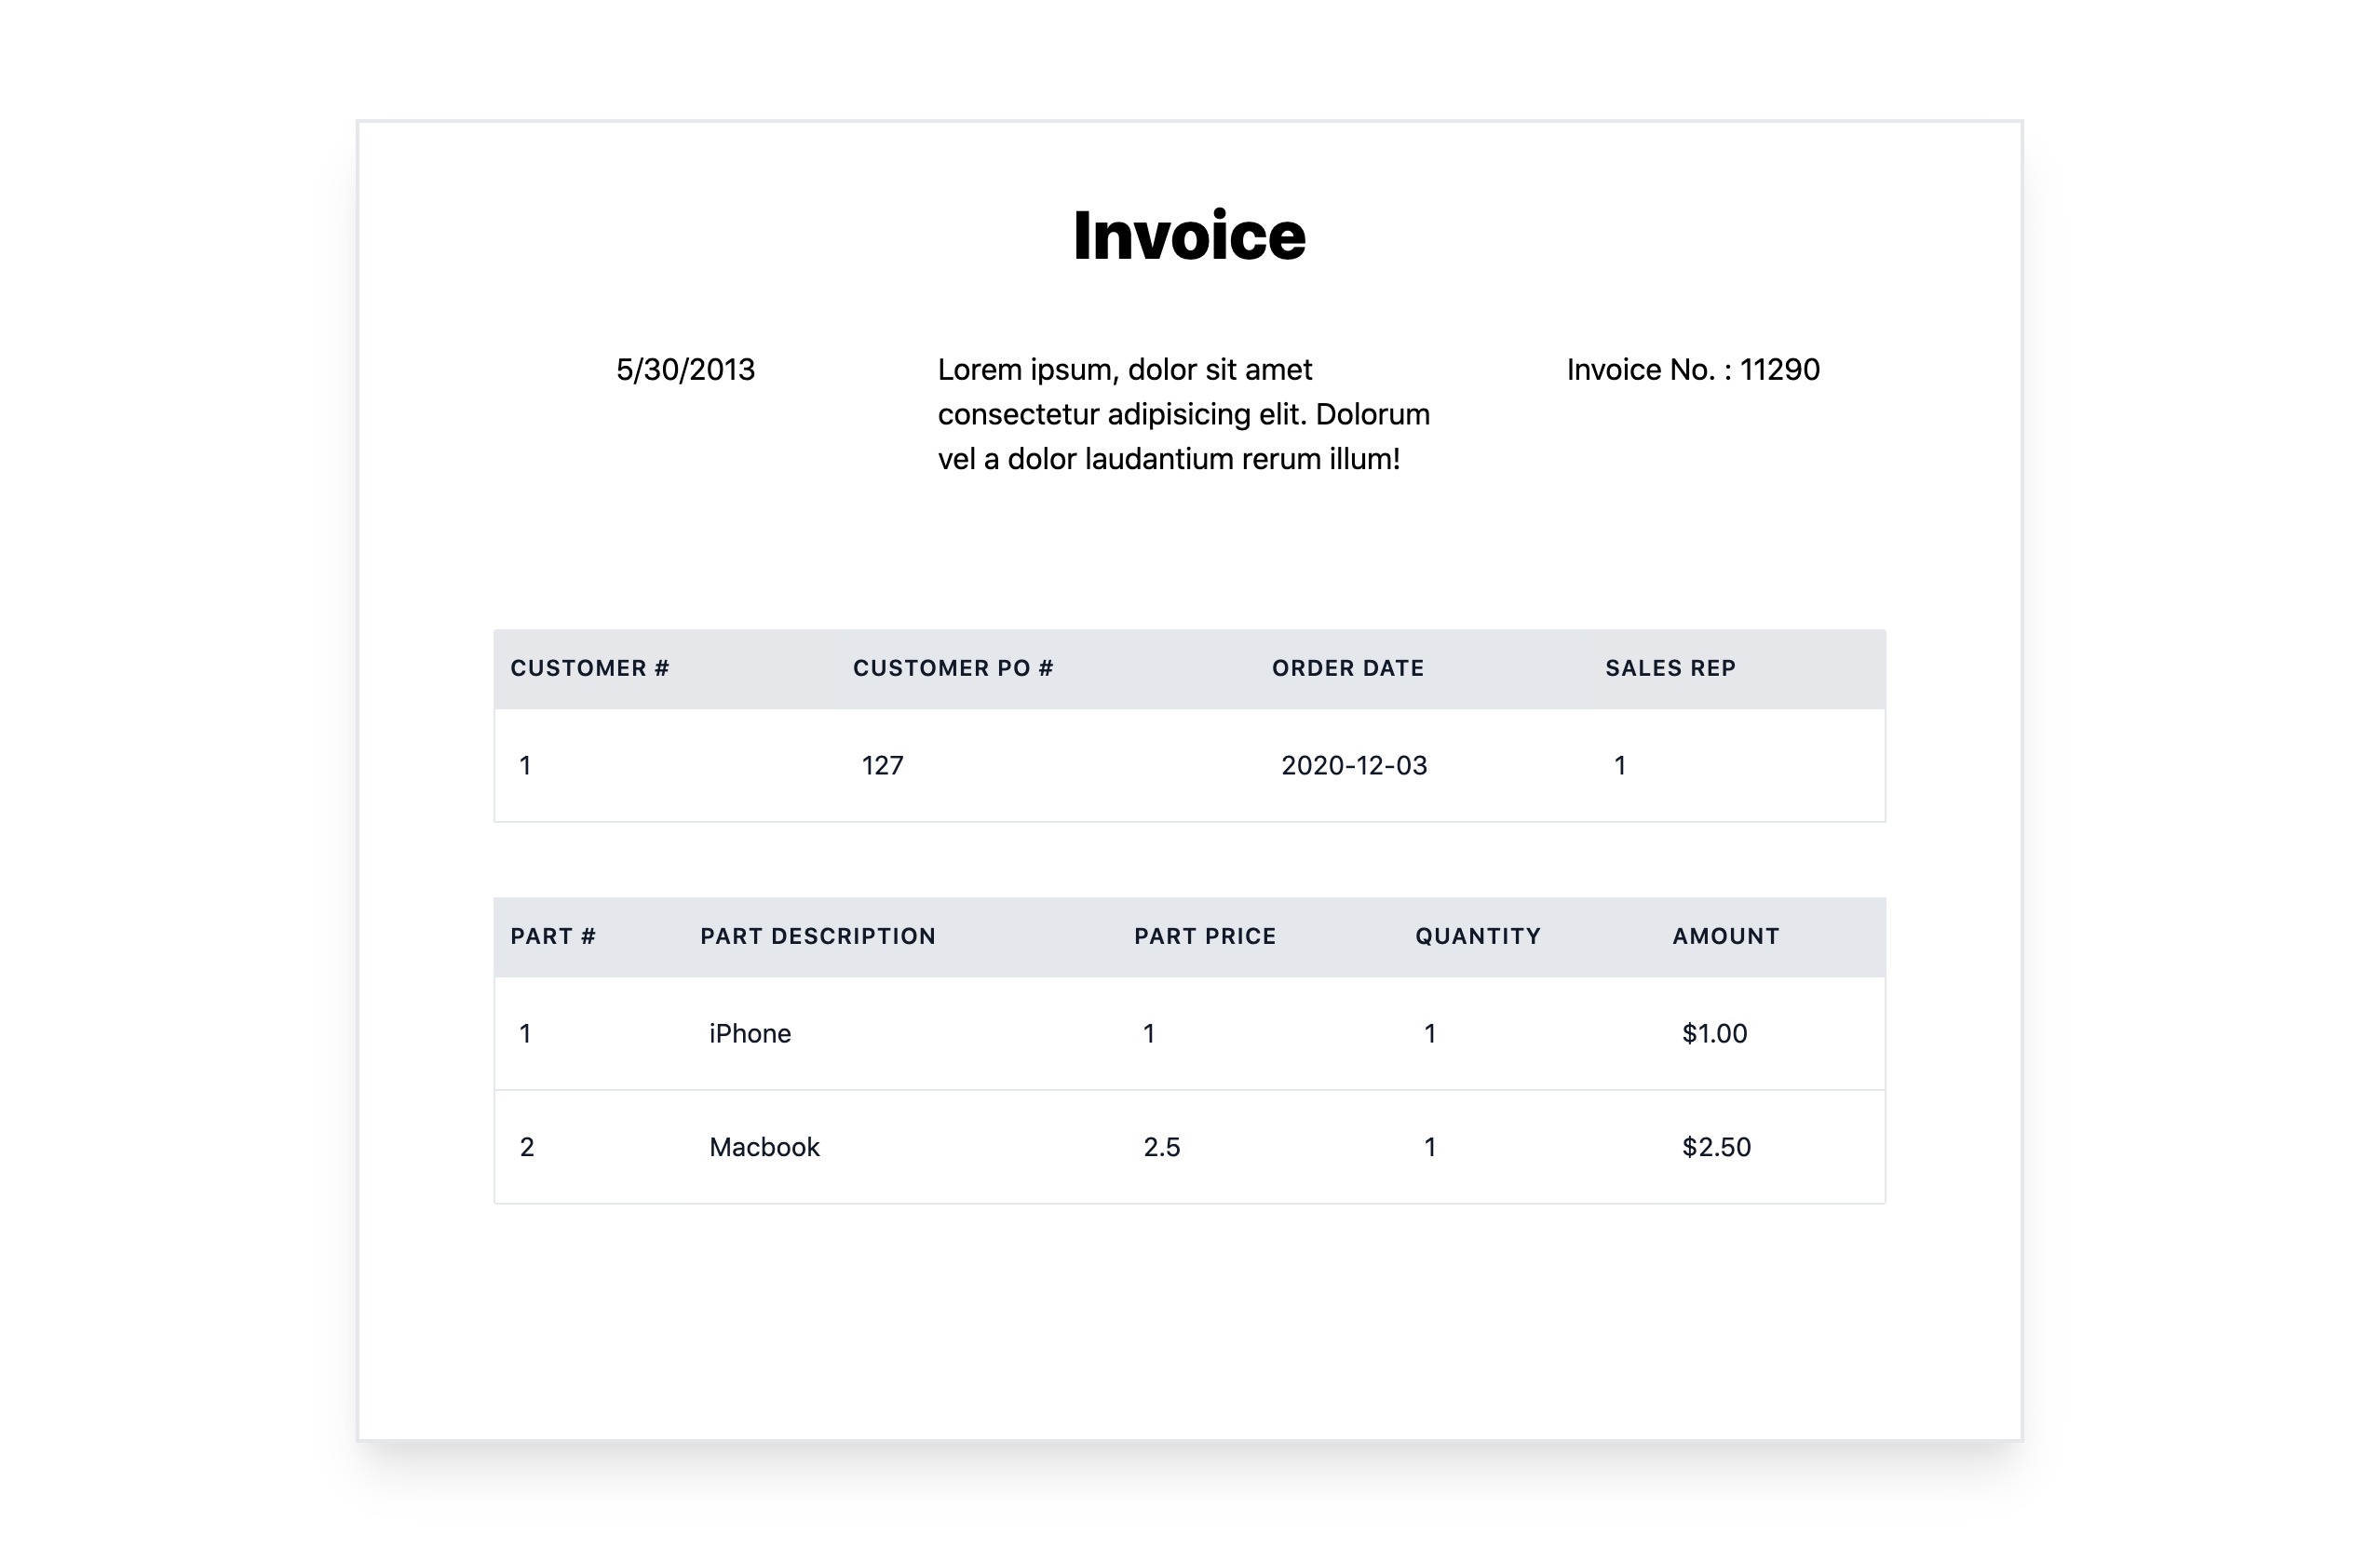 Invoice
5/30/2013
Lorem ipsum, dolor sit amet
consectetur adipisicing elit. Dolorum
vel a dolor laudantium rerum illum!
Invoice No. : 11290
CUSTOMER # CUSTOMER PO # ORDER DATE SALES REP
1 127 2020-12-03 1
PART # PART DESCRIPTION PART PRICE QUANTITY AMOUNT
1 iPhone 1 1 $1.00
2 Macbook 2.5 1 $2.50